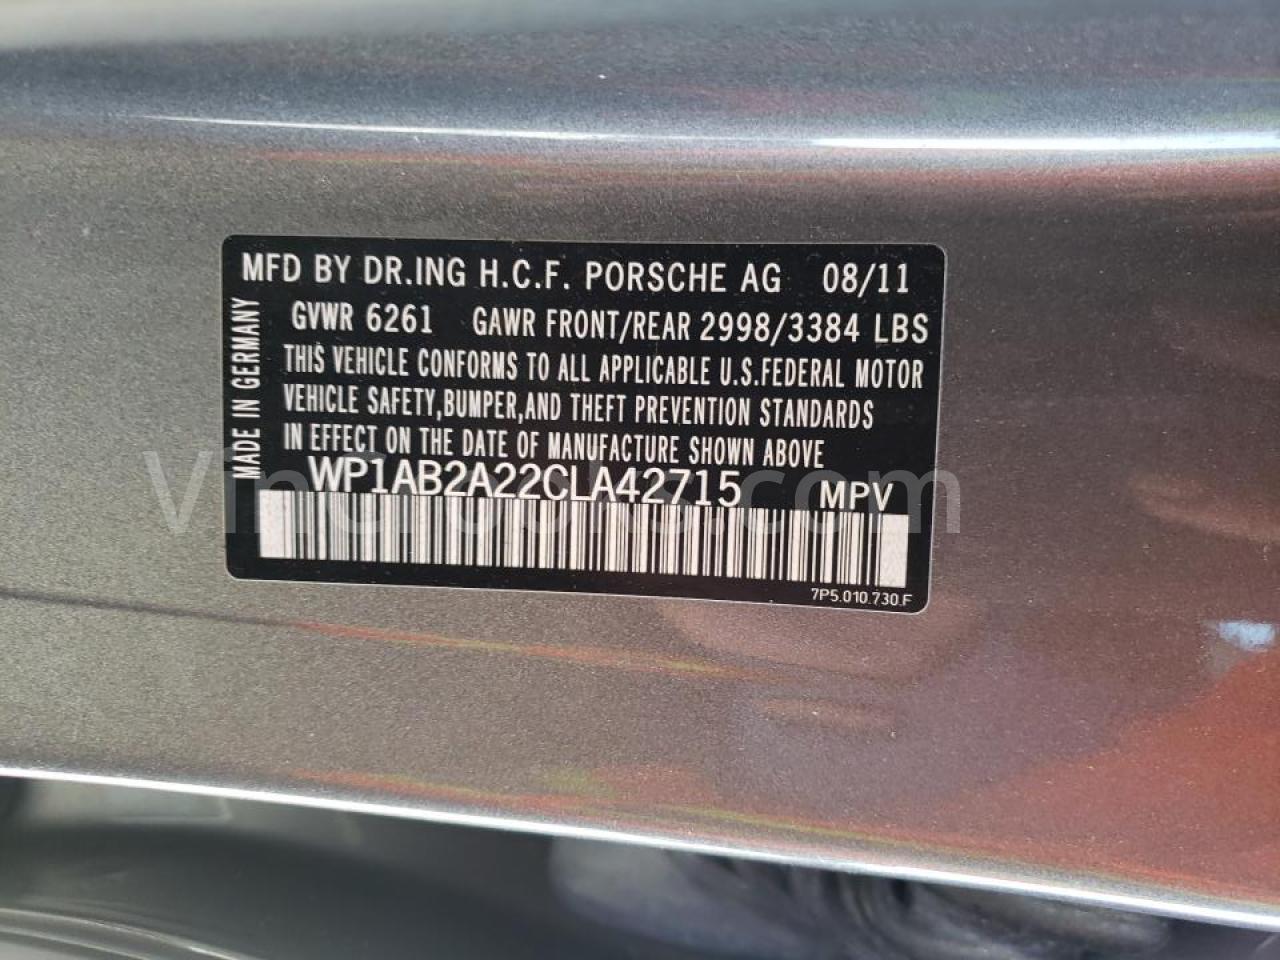 MFD BY DR.ING H.C.F. PORSCHE AG 08/11
GVWR 6261 GAWR FRONT/REAR 2998/3384 LBS
THIS VEHICLE CONFORMS TO ALL APPLICABLE U.S.FEDERAL MOTOR
VEHICLE SAFETY,BUMPER,AND THEFT PREVENTION STANDARDS
IN EFFECT ON THE DATE OF MANUFACTURE SHOWN ABOVE
WP1AB2A22CLA42715 MPV
7P5.010.730.F
MADE IN GERMANY